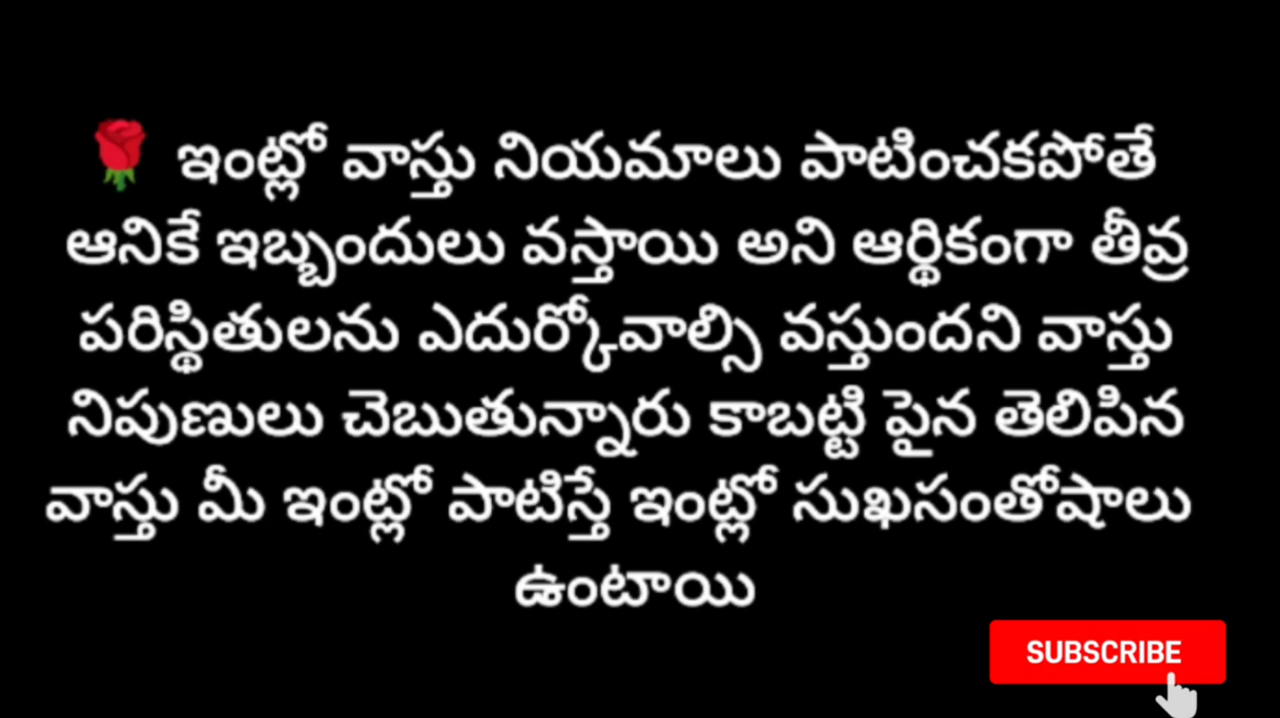 🌹 ఇంట్లో వాస్తు నియమాలు పాటించకపోతే
ఆనికే ఇబ్బందులు వస్తాయి అని ఆర్థికంగా తీవ్ర
పరిస్థితులను ఎదుర్కోవాల్సి వస్తుందని వాస్తు
నిపుణులు చెబుతున్నారు కాబట్టి పైన తెలిపిన
వాస్తు మీ ఇంట్లో పాటిస్తే ఇంట్లో సుఖసంతోషాలు
ఉంటాయి
SUBSCRIBE